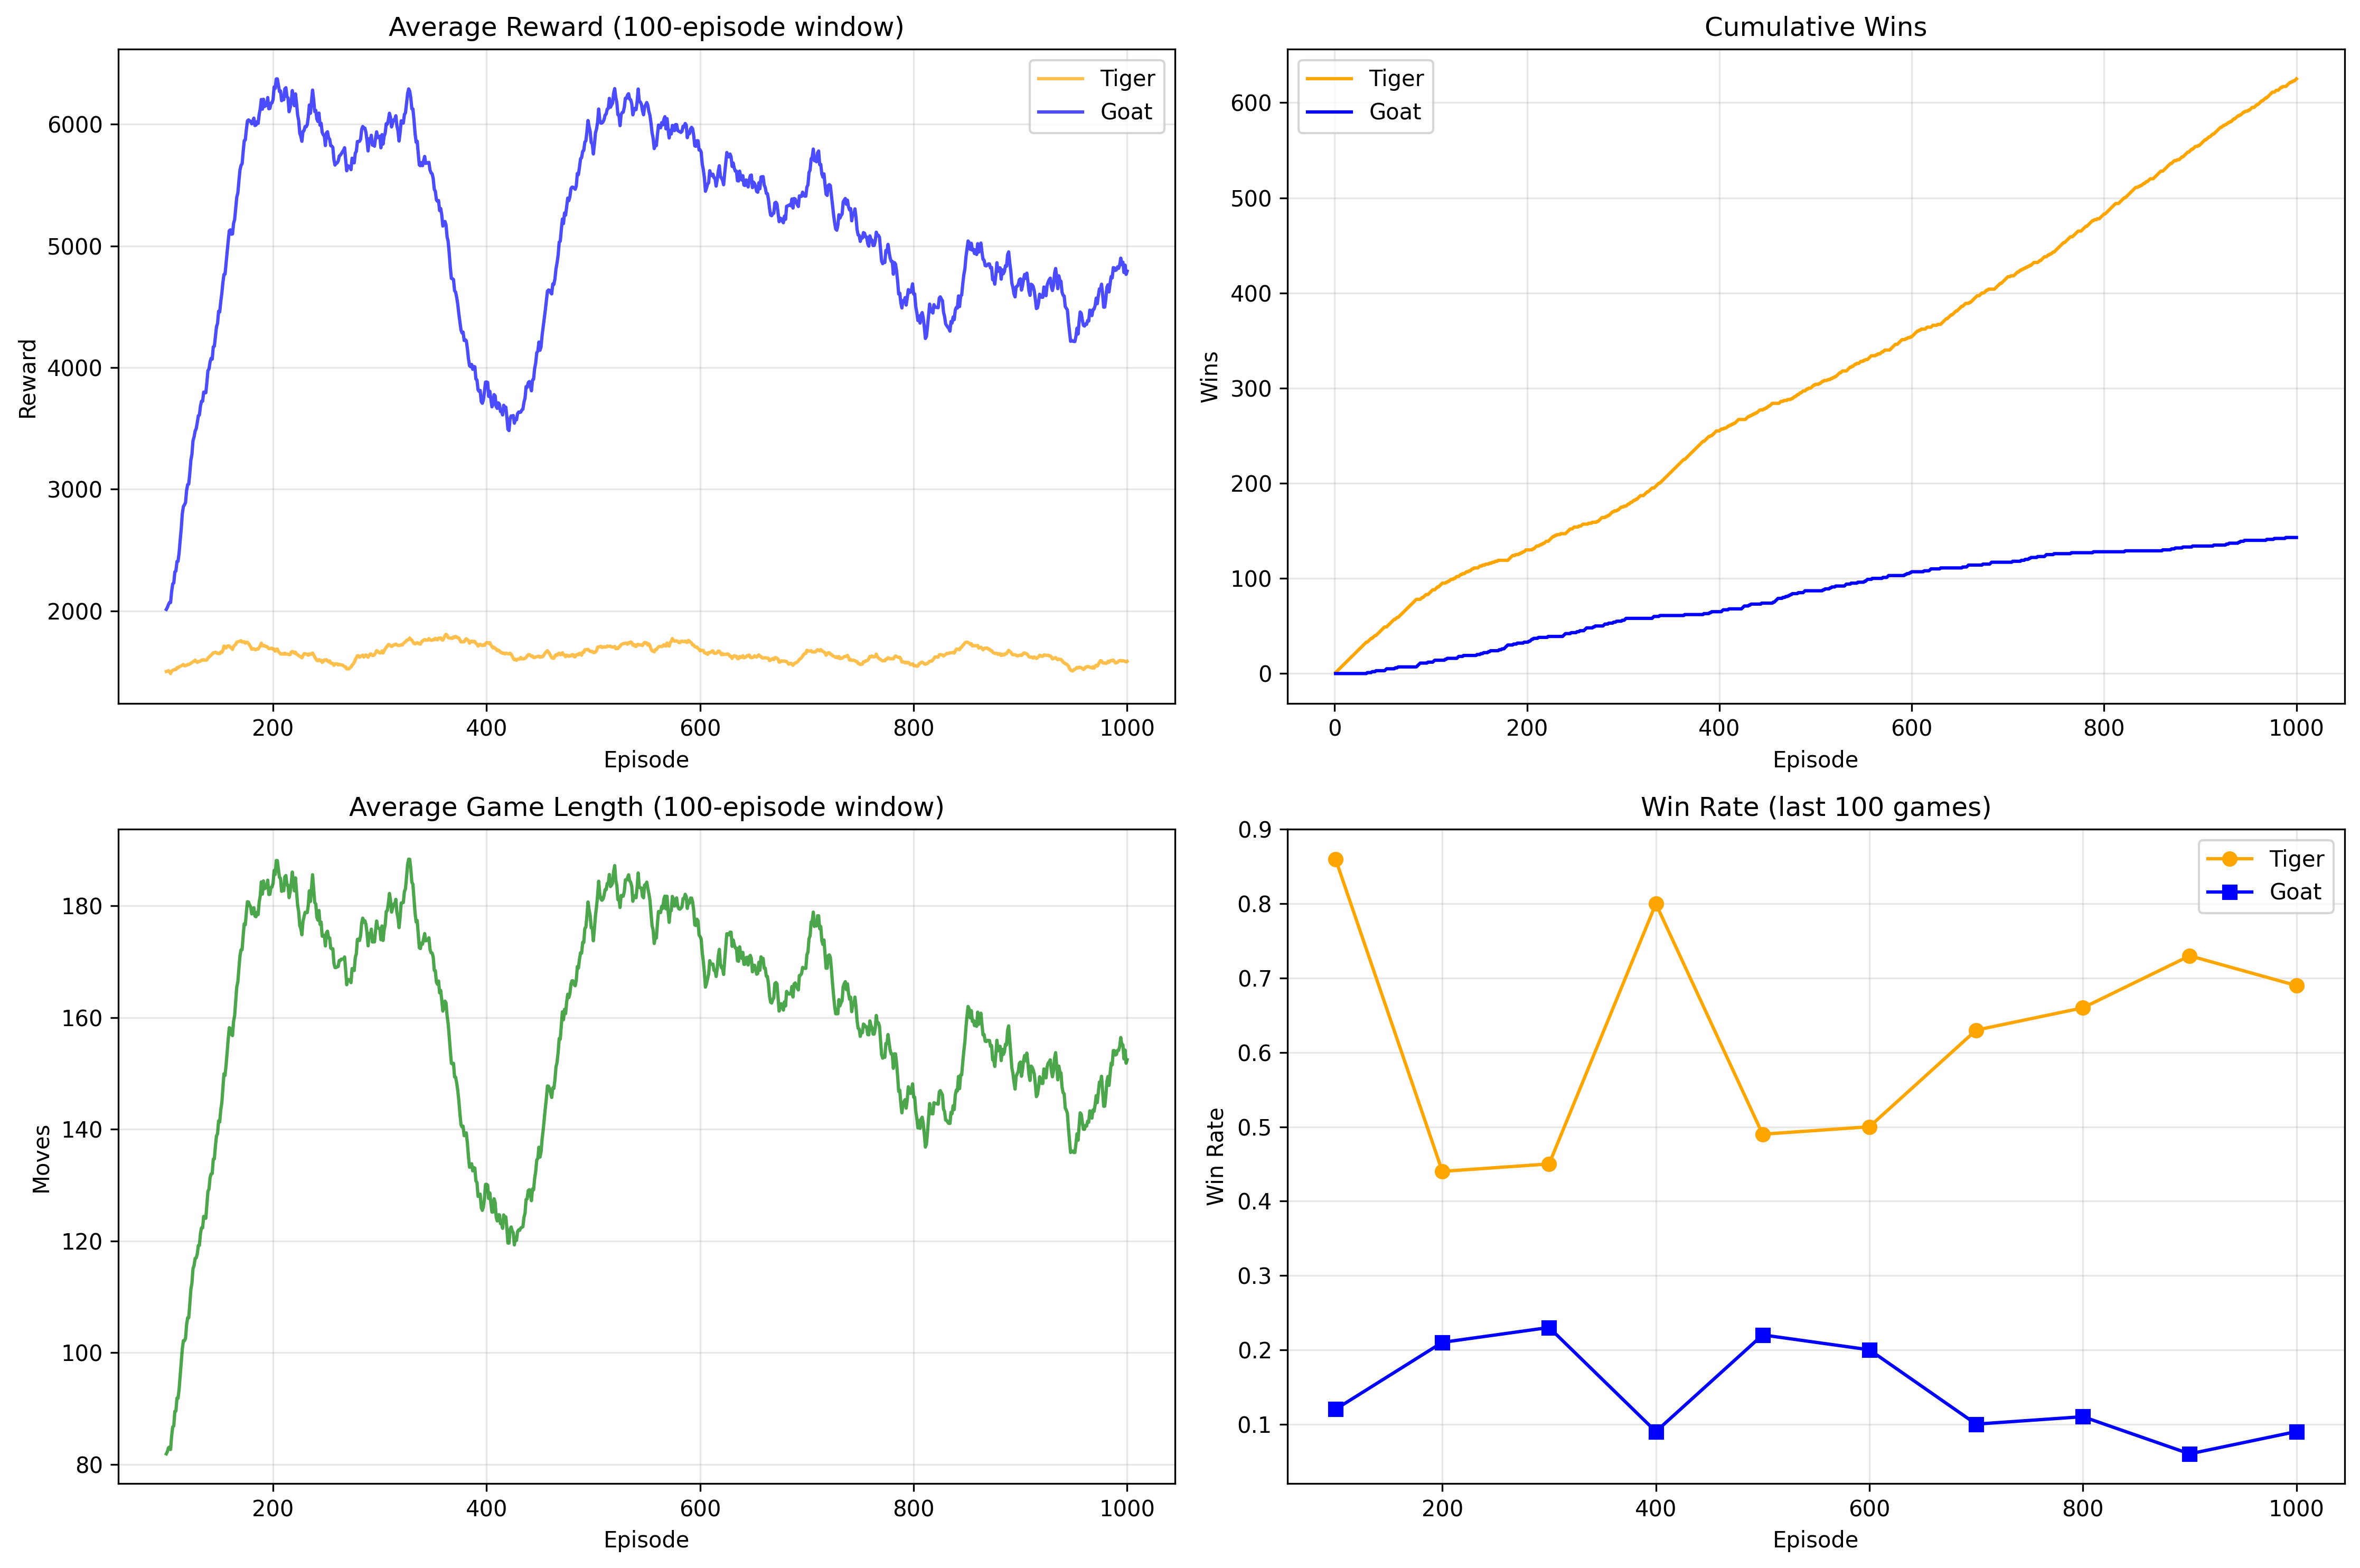 Average Reward (100-episode window)
Tiger
Goat
6000
5000
4000
3000
2000
Reward
200
400
600
800
1000
Episode
Cumulative Wins
Tiger
Goat
600
500
400
300
200
100
0
Wins
0
200
400
600
800
1000
Episode
Average Game Length (100-episode window)
180
160
140
120
100
80
Moves
200
400
600
800
1000
Episode
Win Rate (last 100 games)
Tiger
Goat
0.9
0.8
0.7
0.6
0.5
0.4
0.3
0.2
0.1
Win Rate
200
400
600
800
1000
Episode